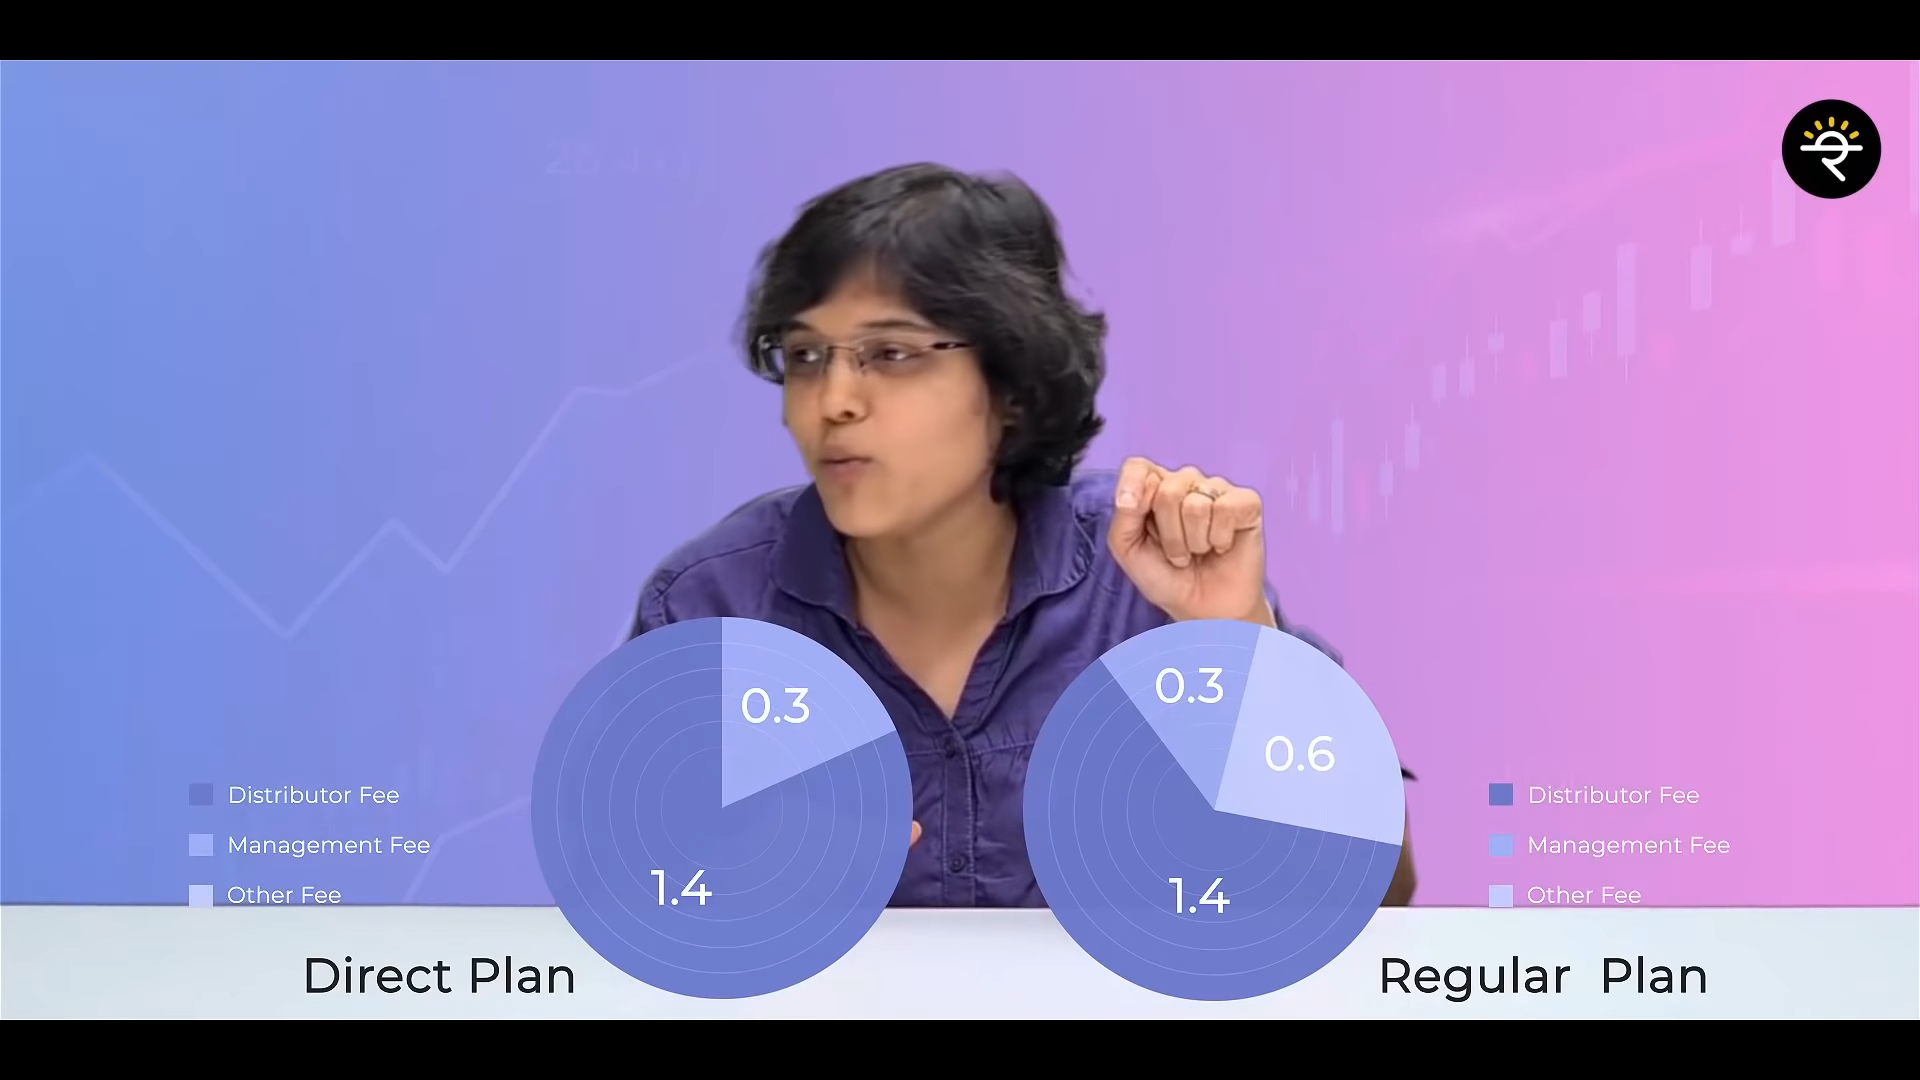 0.3
1.4
0.3
0.6
1.4
Distributor Fee
Management Fee
Other Fee
Distributor Fee
Management Fee
Other Fee
Direct Plan
Regular Plan